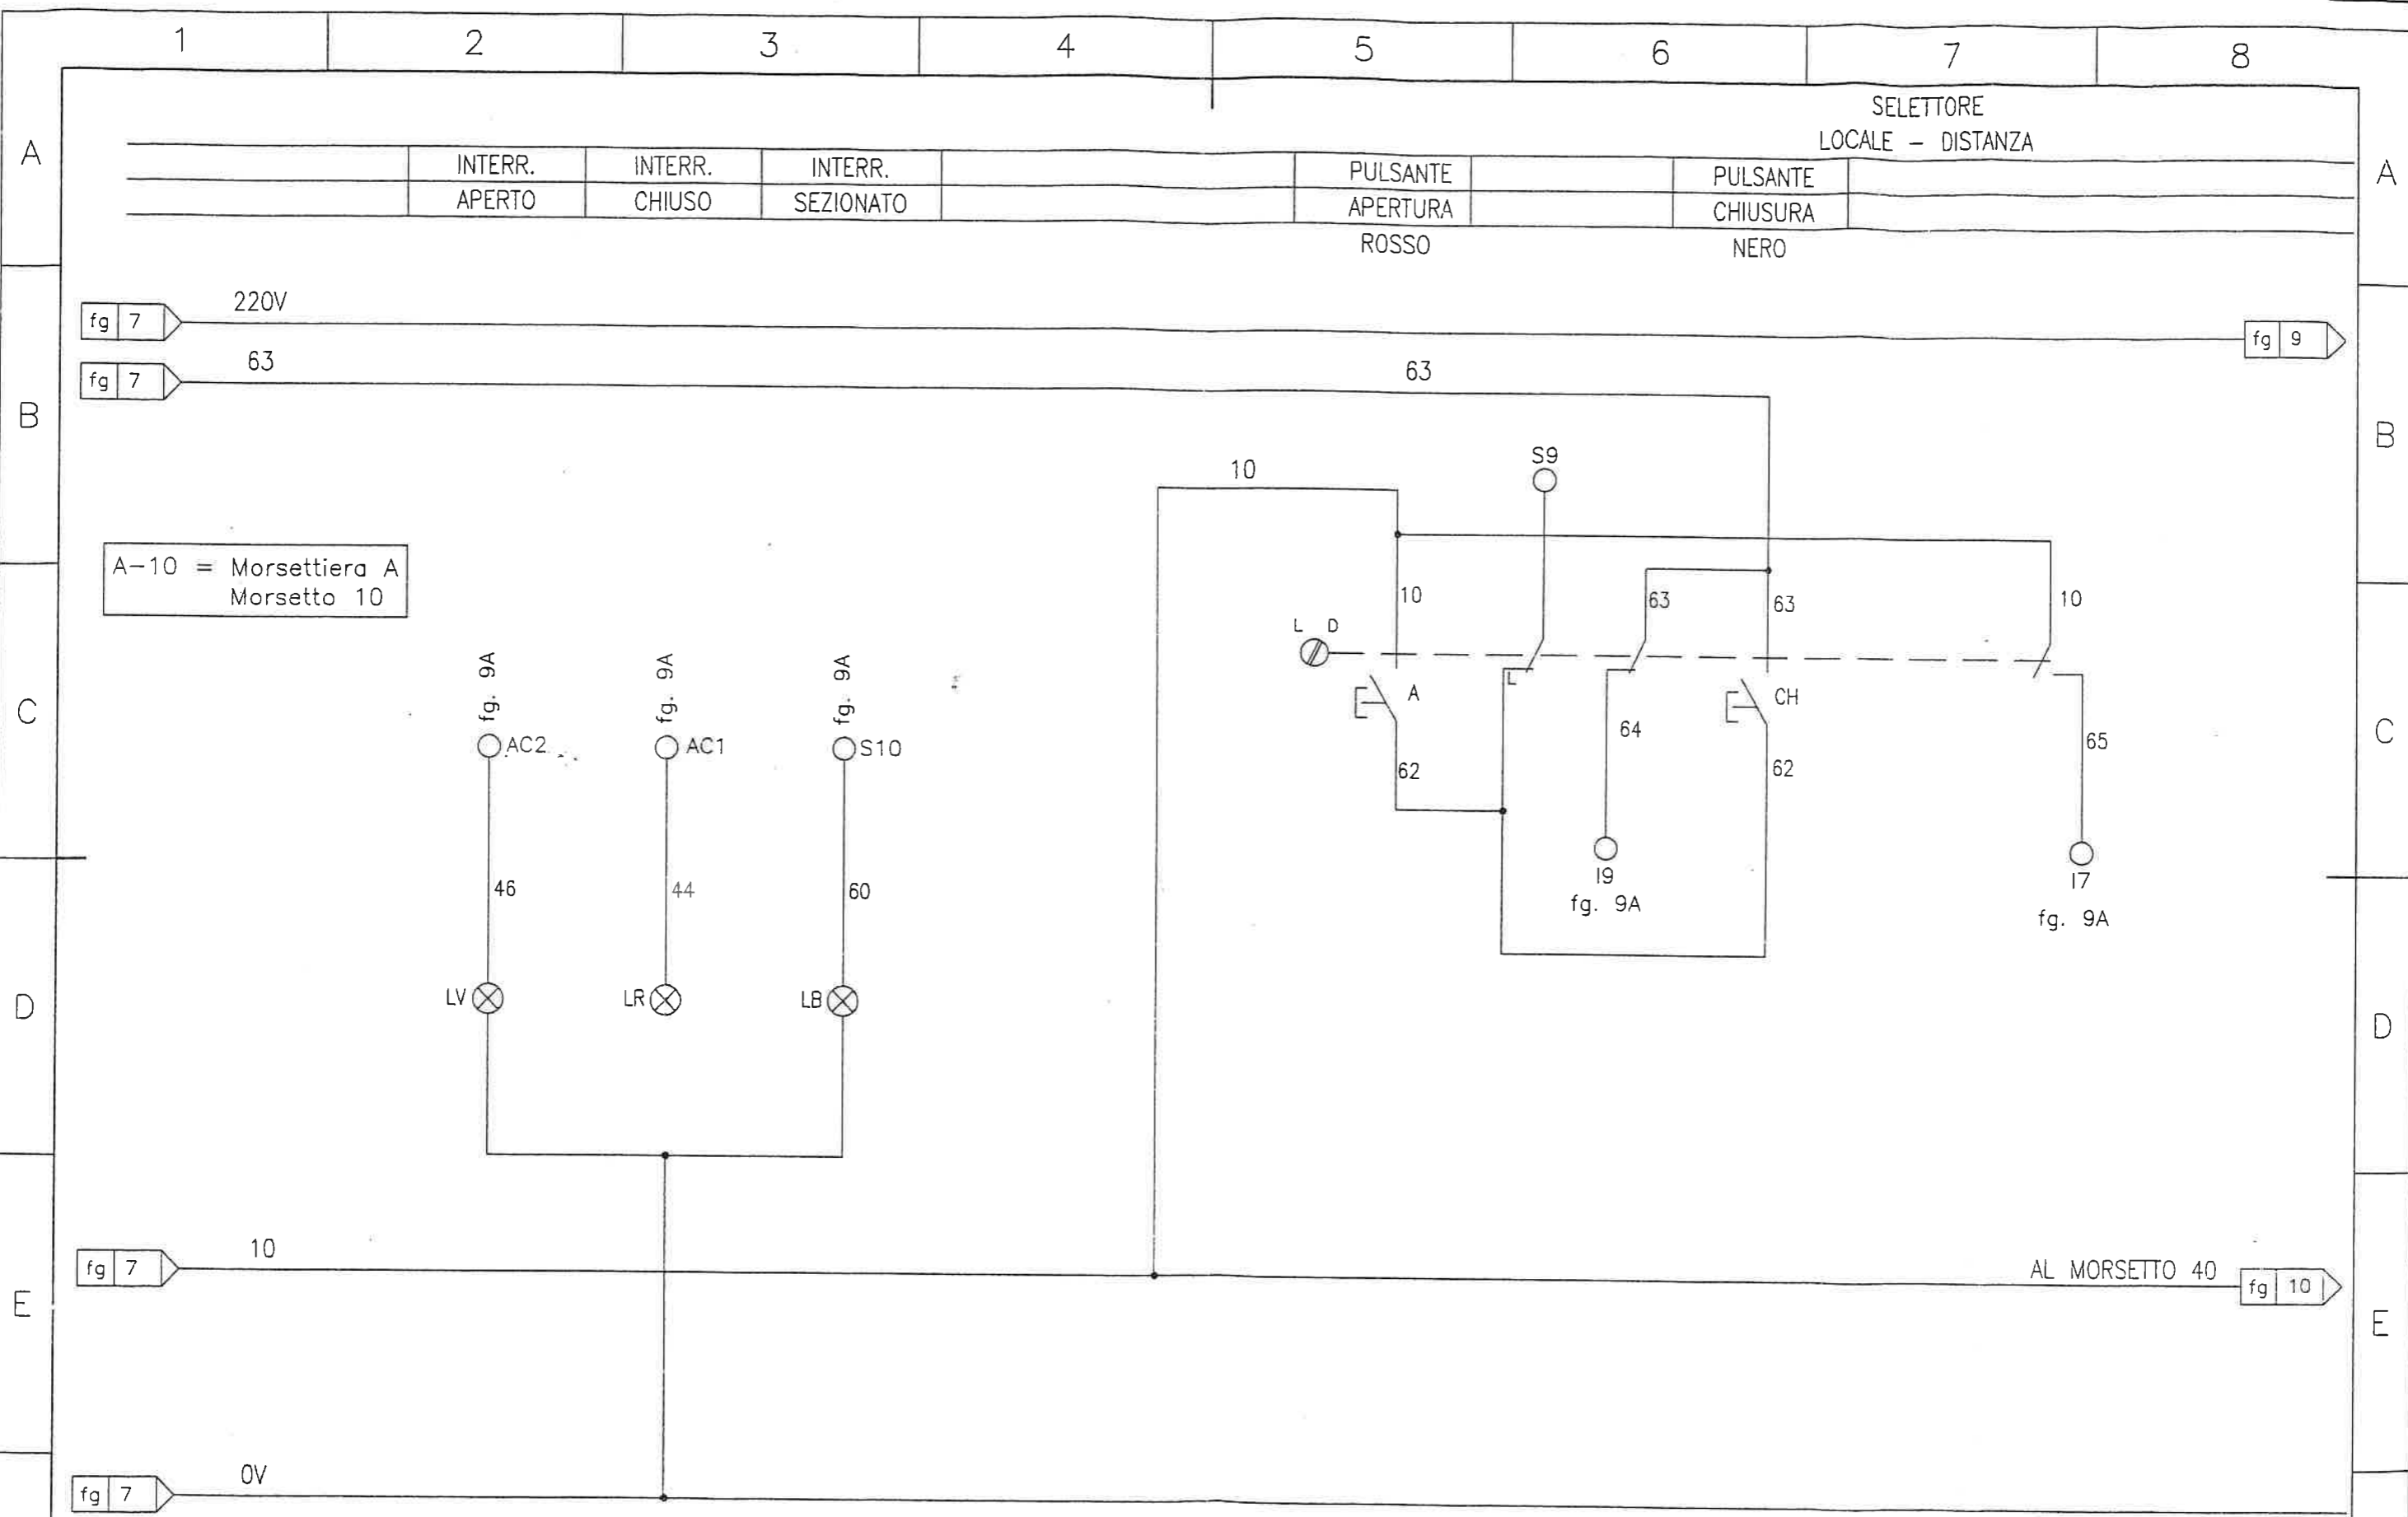 1 2 3 4 5 6 7 8
SELETTORE
LOCALE – DISTANZA
A A
INTERR. INTERR. INTERR. PULSANTE PULSANTE
APERTO CHIUSO SEZIONATO APERTURA CHIUSURA
ROSSO NERO
220V
fg 7
fg 9
63 63
fg 7
B B
S9
10
A–10 = Morsettiera A
Morsetto 10
10 63 63 10
L D
fg. 9A fg. 9A fg. 9A
L
A CH
C C
64 65
AC2 AC1 S10
62 62
46 44 60
I9 I7
fg. 9A fg. 9A
LV LR LB
D D
10
fg 7
AL MORSETTO 40
fg 10
E E
0V
fg 7